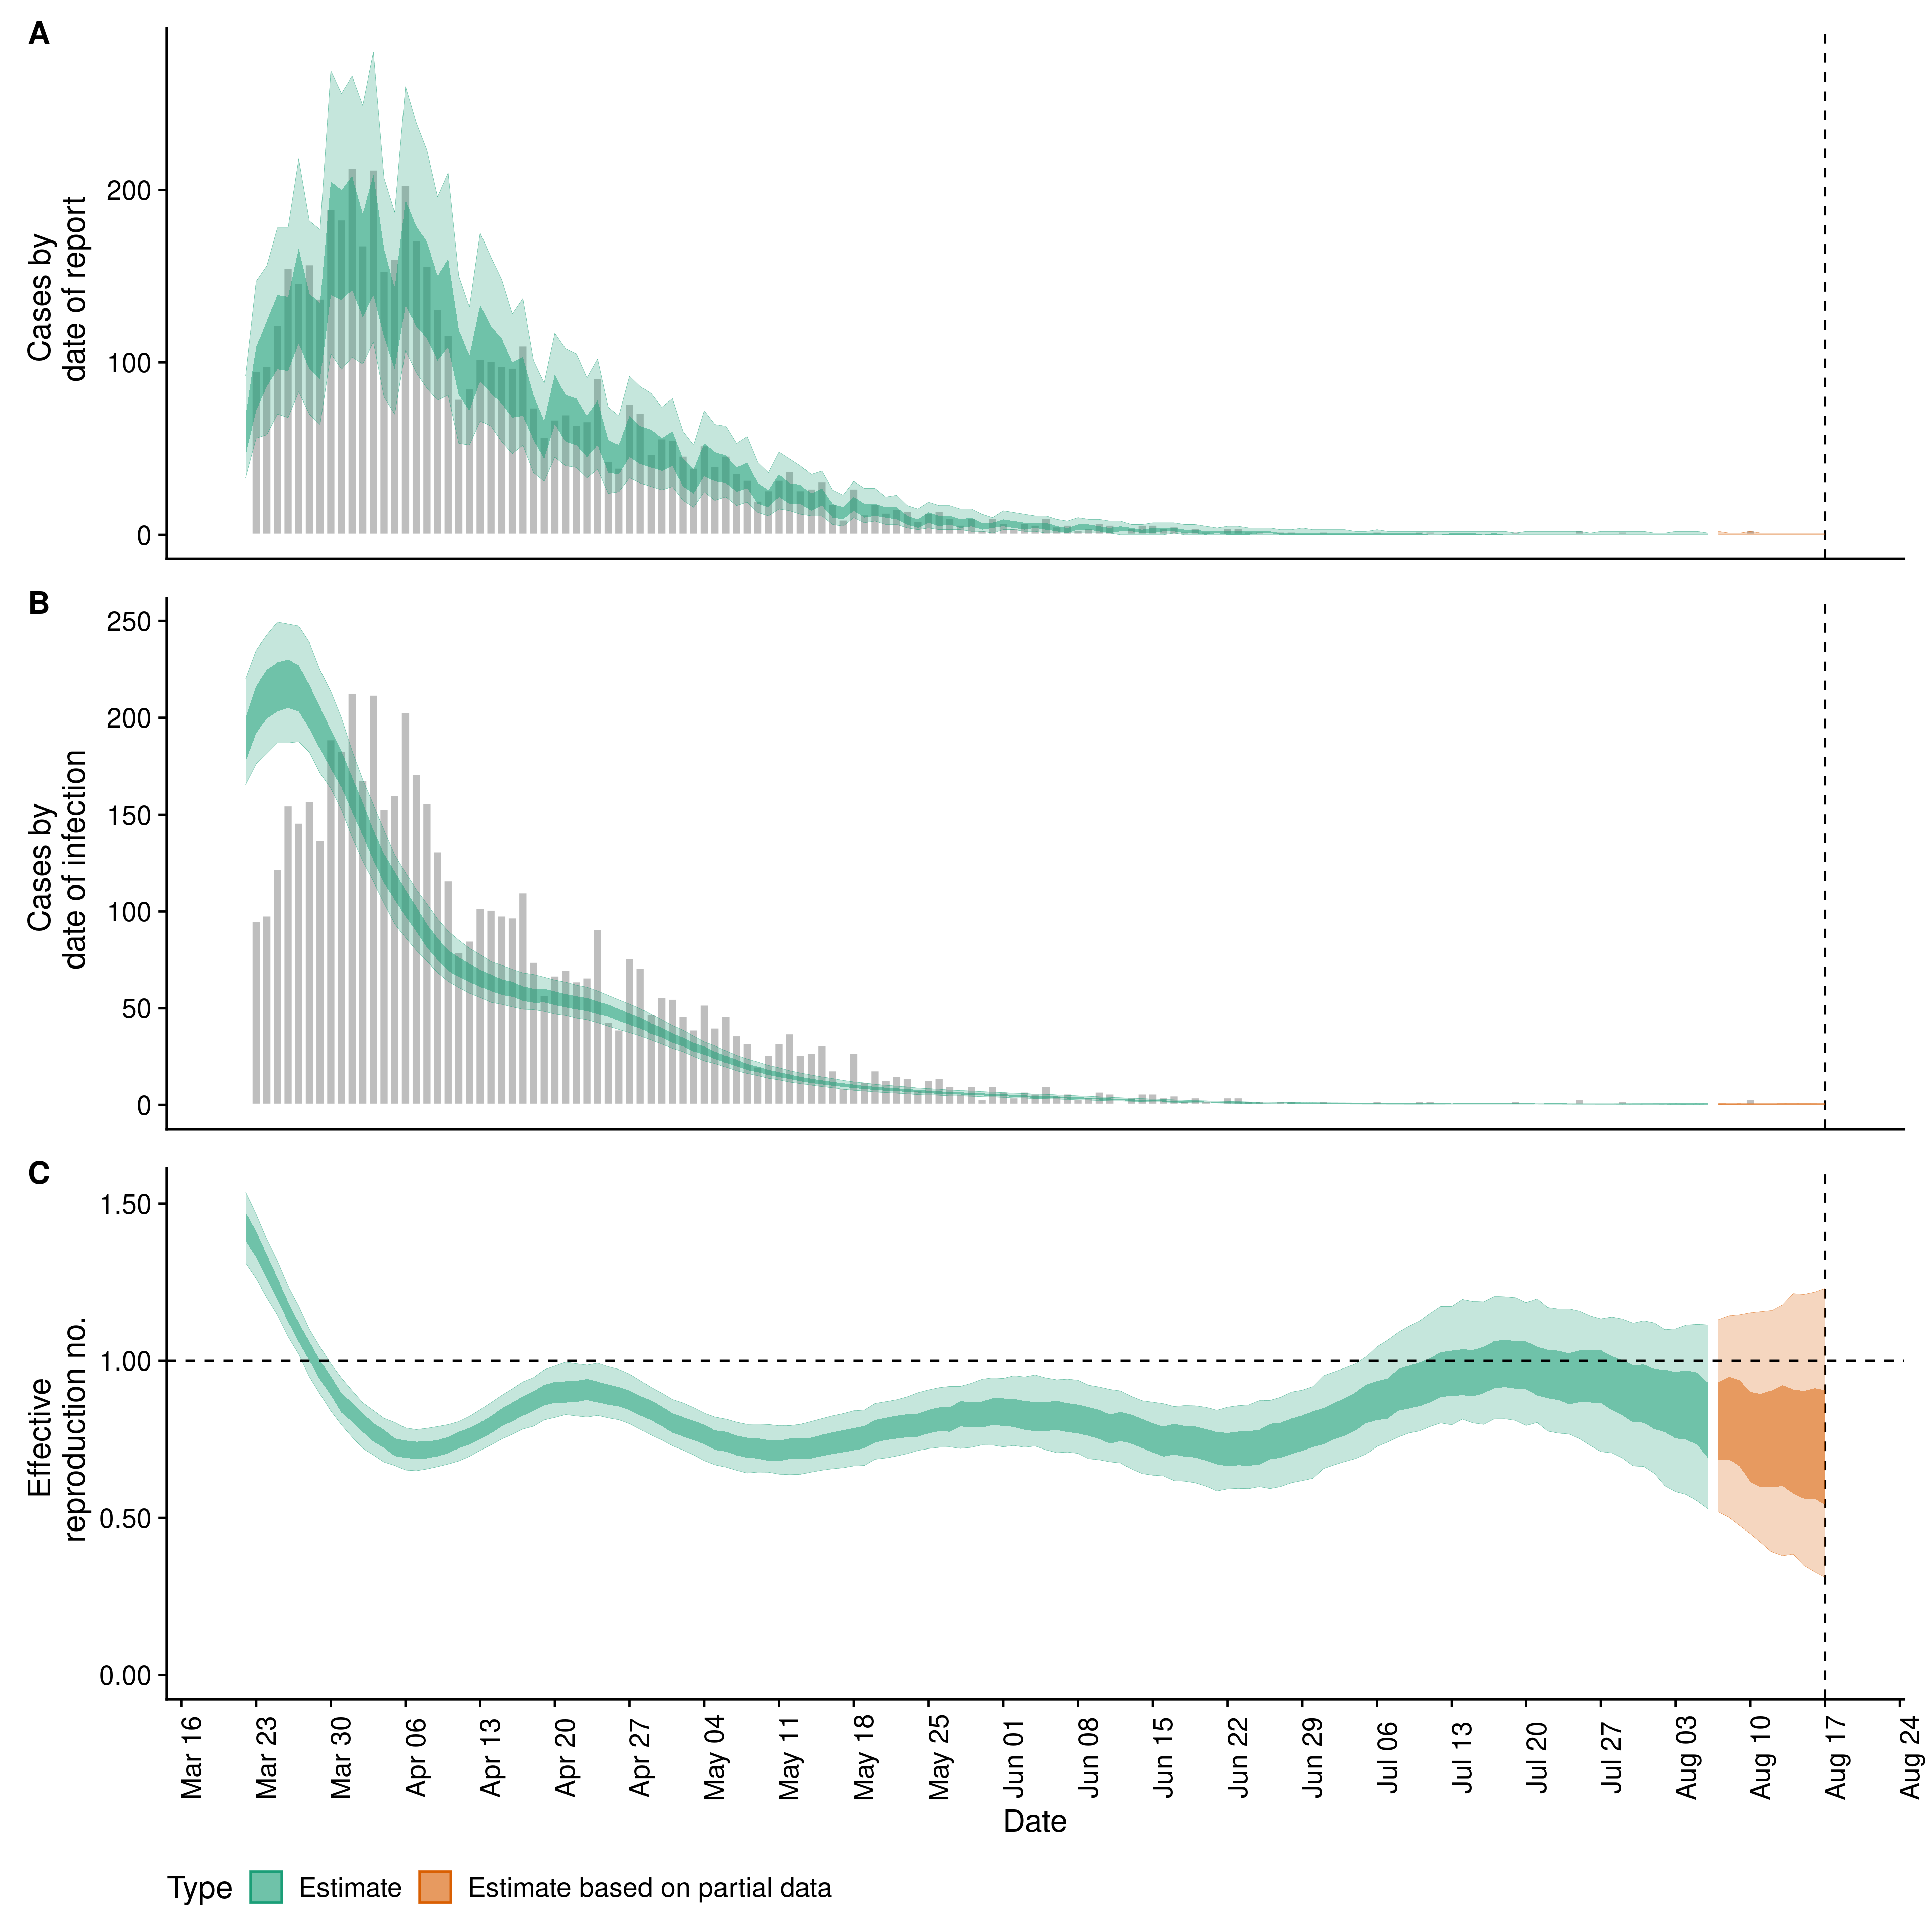 A
Cases by
date of report
200
100
0
B
Cases by
date of infection
250
200
150
100
50
0
C
Effective
reproduction no.
1.50
1.00
0.50
0.00
Mar 16
Mar 23
Mar 30
Apr 06
Apr 13
Apr 20
Apr 27
May 04
May 11
May 18
May 25
Jun 01
Jun 08
Jun 15
Jun 22
Jun 29
Jul 06
Jul 13
Jul 20
Jul 27
Aug 03
Aug 10
Aug 17
Aug 24
Date
Type
Estimate
Estimate based on partial data